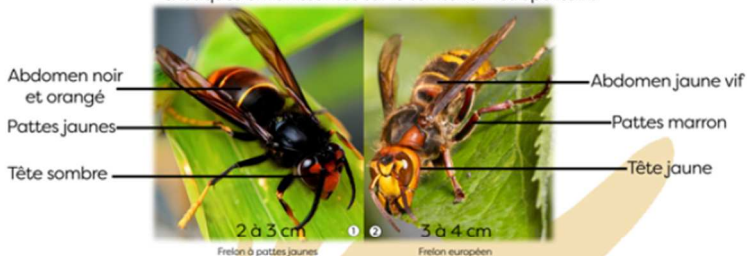 Abdomen noir
et orangé
Pattes jaunes
Tête sombre
2 à 3 cm
1
2
3 à 4 cm
Abdomen jaune vif
Pattes marron
Tête jaune
Frelon à pattes jaunes
Frelon européen